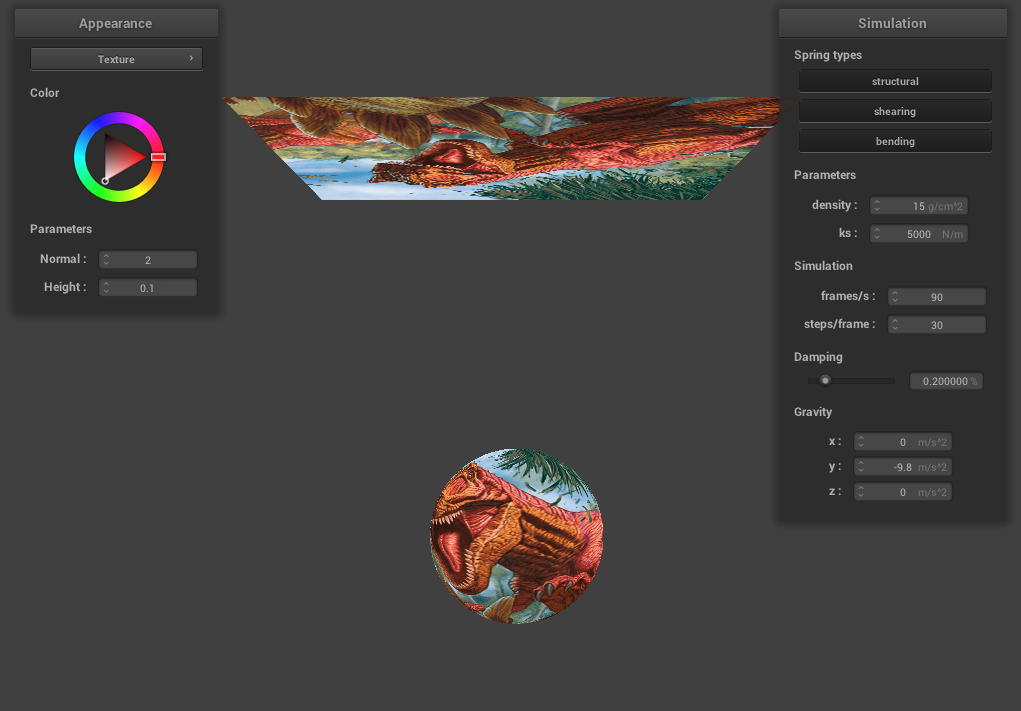 Appearance
Texture
Color
Parameters
Normal : 2
Height : 0.1
Simulation
Spring types
structural
shearing
bending
Parameters
density : 15 g/cm^2
ks : 5000 N/m
Simulation
frames/s : 90
steps/frame : 30
Damping
0.200000 %
Gravity
x : 0 m/s^2
y : -9.8 m/s^2
z : 0 m/s^2